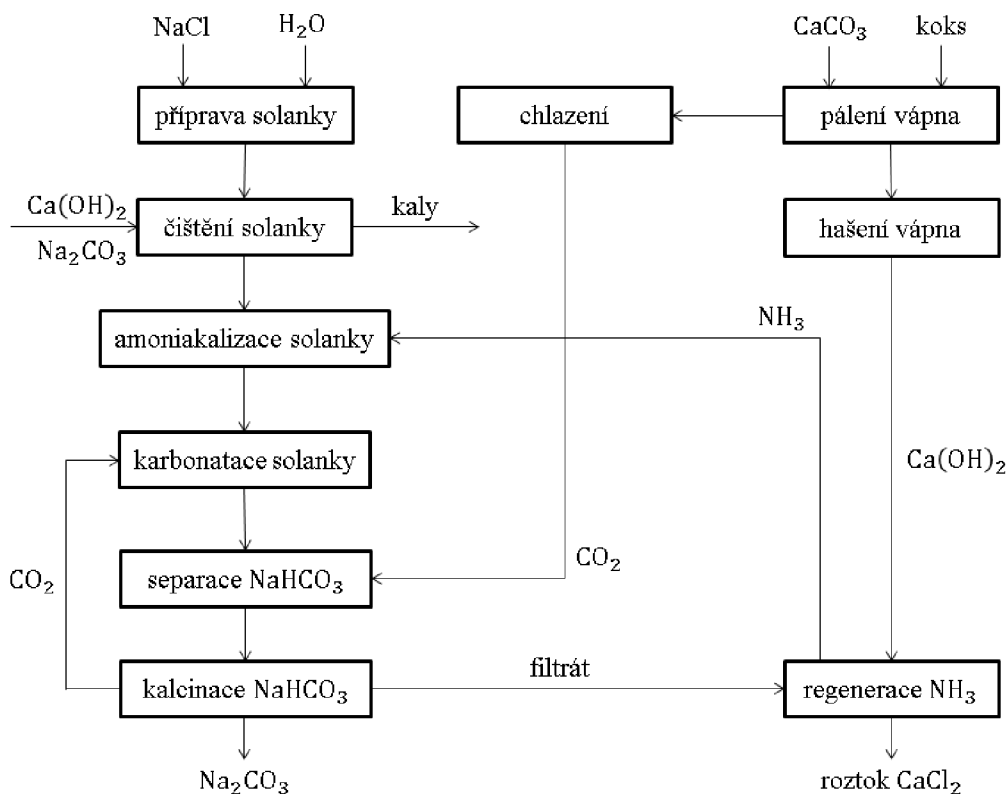 NaCl H₂O CaCO₃ koks
příprava solanky chlazení pálení vápna
Ca(OH)₂ čištění solanky kaly hašení vápna
Na₂CO₃
amoniakalizace solanky NH₃
karbonatace solanky Ca(OH)₂
CO₂ separace NaHCO₃ CO₂
kalcinace NaHCO₃ filtrát regenerace NH₃
Na₂CO₃ roztok CaCl₂